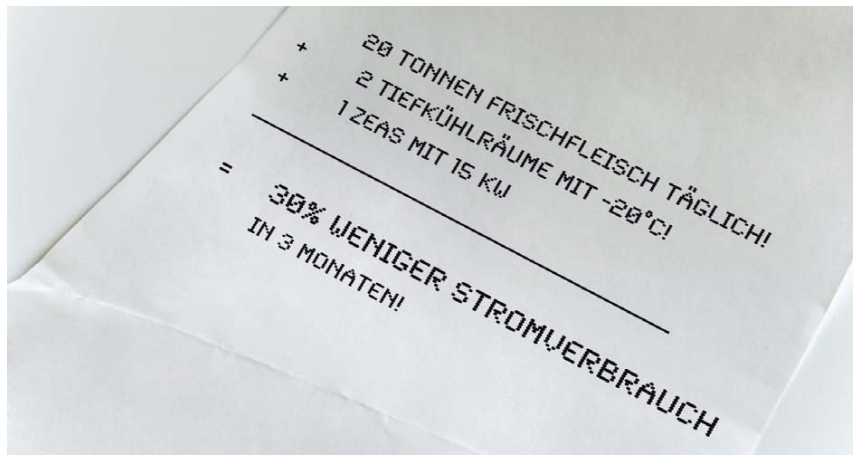 20 TONNEN FRISCHFLEISCH TÄGLICH!
+ 2 TIEFKÜHLRÄUME MIT -20°C!
+ 1 ZEAS MIT 15 KW
= 30% WENIGER STROMVERBRAUCH
IN 3 MONATEN!